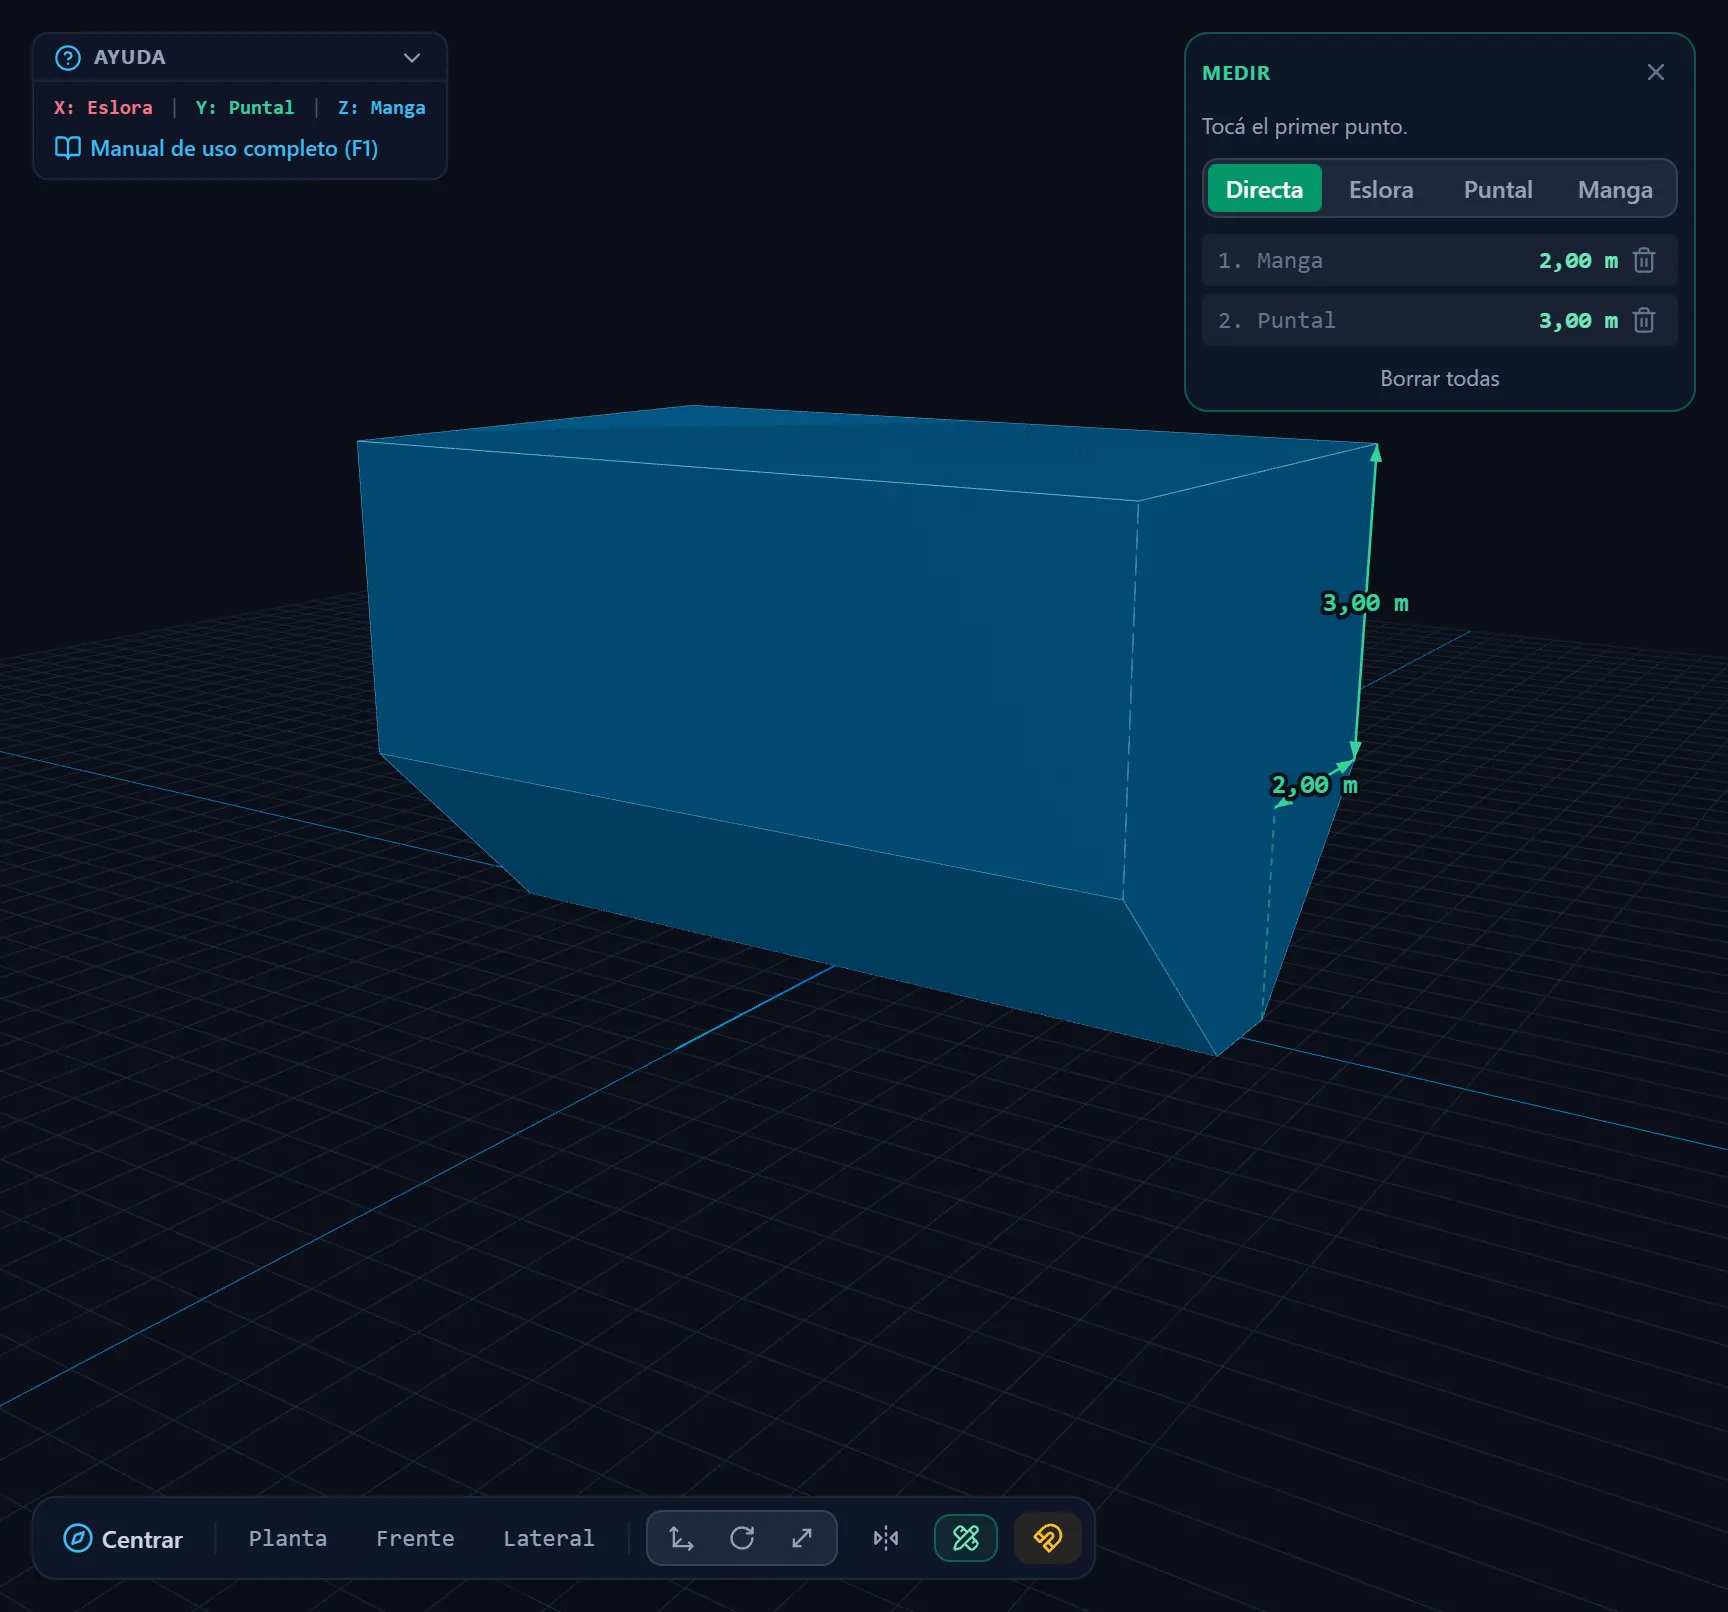 AYUDA
X: Eslora | Y: Puntal | Z: Manga
Manual de uso completo (F1)
MEDIR
Tocá el primer punto.
Directa Eslora Puntal Manga
1. Manga 2,00 m
2. Puntal 3,00 m
Borrar todas
3,00 m
2,00 m
Centrar Planta Frente Lateral